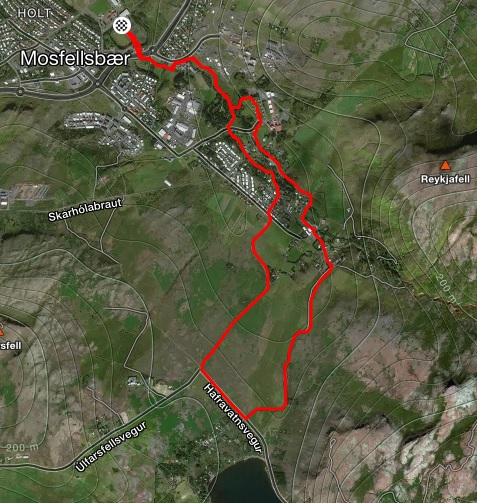 HOLT
Mosfellsbær
Reykjafell
Skarhólabraut
200 m
sfell
Hafravatnsvegur
200 m
Úlfarsfellsvegur